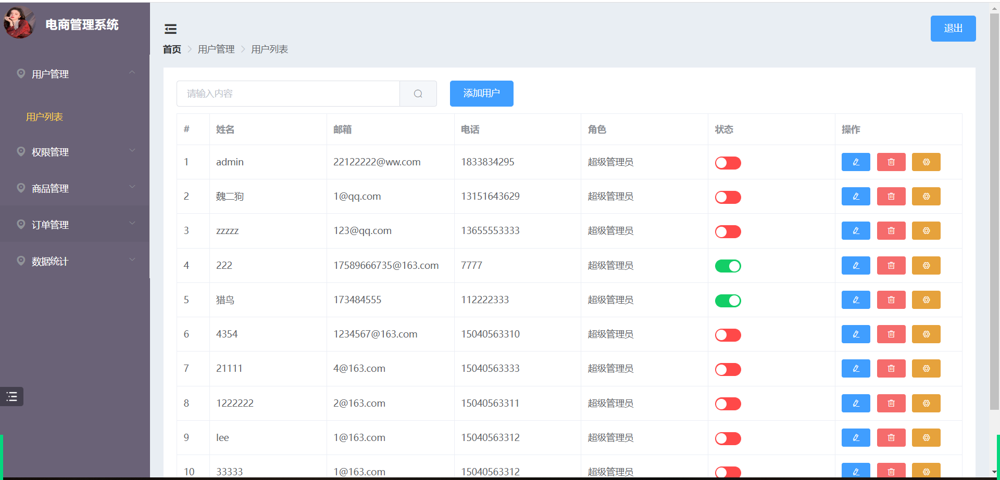 电商管理系统
退出
首页 用户管理 用户列表
用户管理
用户列表
权限管理
商品管理
订单管理
数据统计
请输入内容 添加用户
# 姓名 邮箱 电话 角色 状态 操作
1 admin 22122222@ww.com 1833834295 超级管理员
2 魏二狗 1@qq.com 13151643629 超级管理员
3 zzzzz 123@qq.com 13655553333 超级管理员
4 222 17589666735@163.com 7777 超级管理员
5 猎鸟 173484555 112222333 超级管理员
6 4354 1234567@163.com 15040563310 超级管理员
7 21111 4@163.com 15040563333 超级管理员
8 1222222 2@163.com 15040563311 超级管理员
9 lee 1@163.com 15040563312 超级管理员
10 33333 1@163.com 15040563312 超级管理员